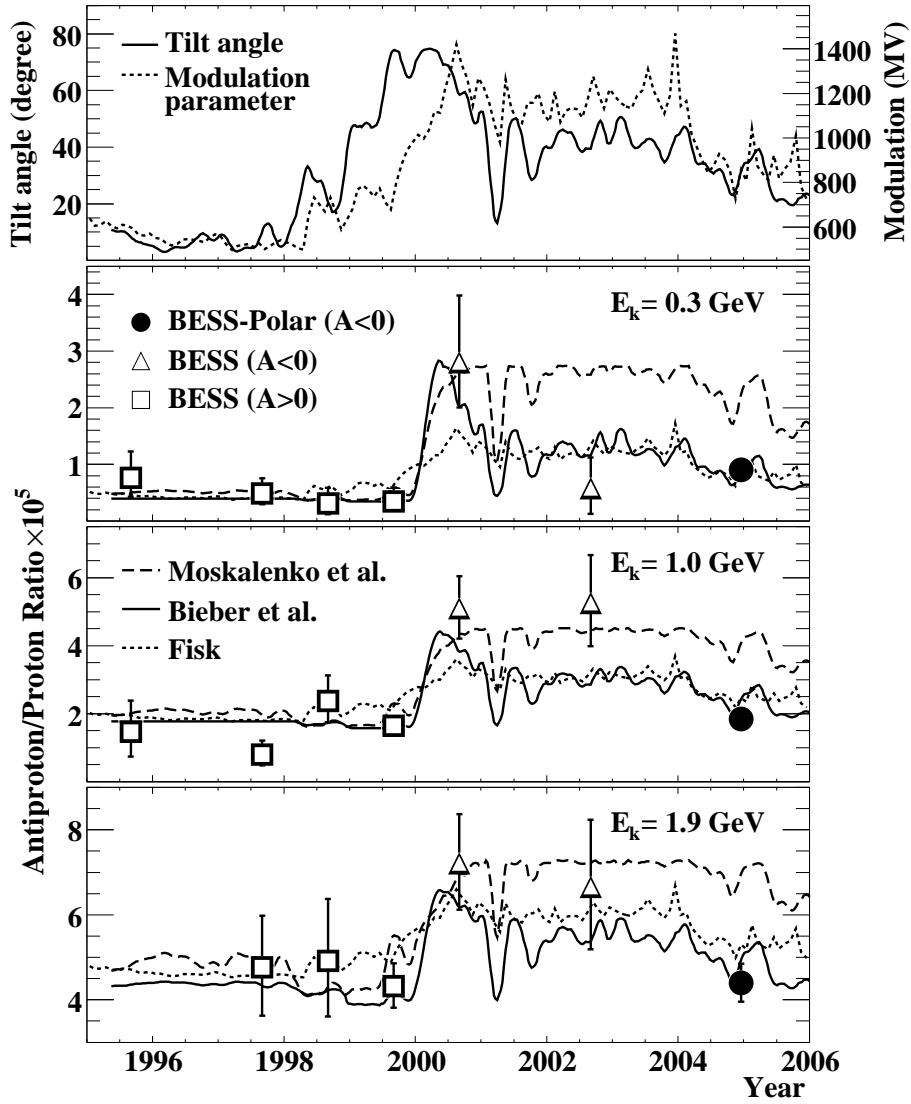 Tilt angle (degree)
80
60
40
20
Tilt angle
Modulation
parameter
1400
1200
1000
800
600
Modulation (MV)
Antiproton/Proton Ratio×10⁵
4
3
2
1
E_k= 0.3 GeV
BESS-Polar (A<0)
BESS (A<0)
BESS (A>0)
6
4
2
E_k= 1.0 GeV
Moskalenko et al.
Bieber et al.
Fisk
8
6
4
E_k= 1.9 GeV
1996 1998 2000 2002 2004 2006
Year